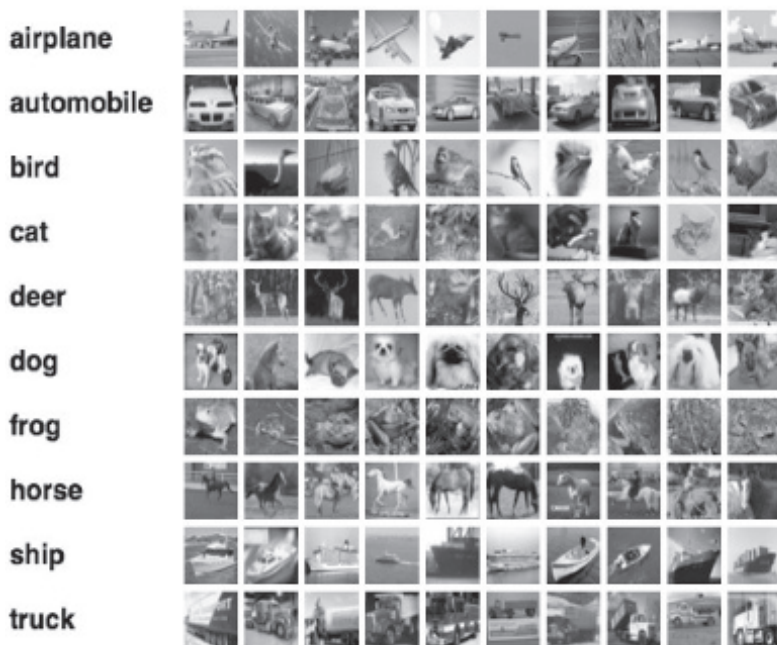 airplane
automobile
bird
cat
deer
dog
frog
horse
ship
truck